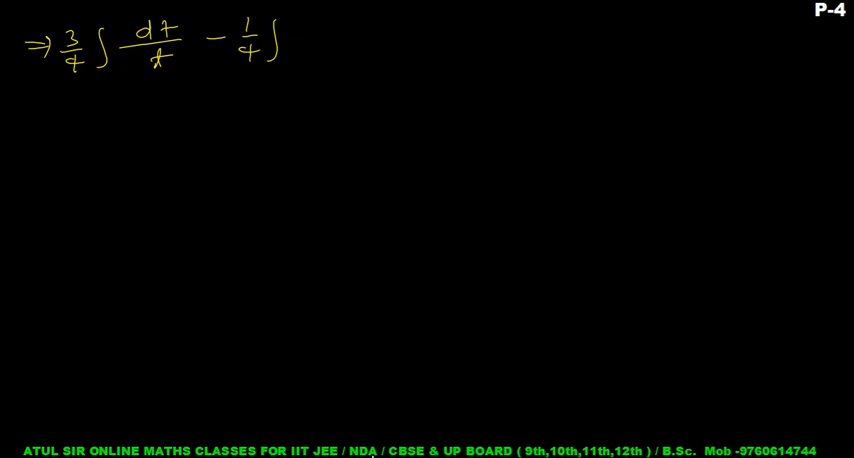 P-4
⇒ 3/4 ∫ dt/t - 1/4 ∫
ATUL SIR ONLINE MATHS CLASSES FOR IIT JEE / NDA / CBSE & UP BOARD ( 9th,10th,11th,12th ) / B.Sc. Mob -9760614744